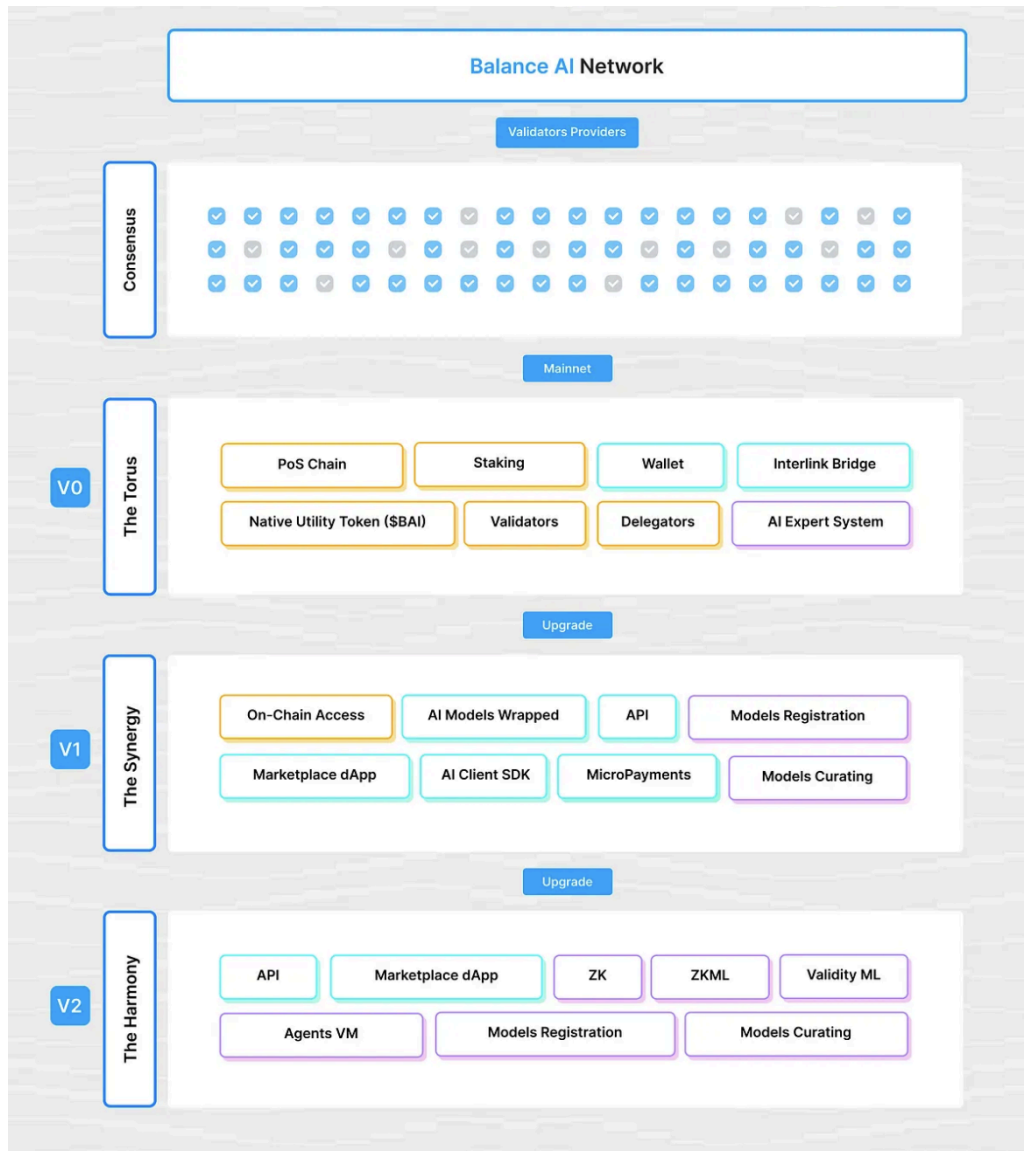 Balance AI Network
Validators Providers
Consensus
Mainnet
V0
The Torus
PoS Chain
Staking
Wallet
Interlink Bridge
Native Utility Token ($BAI)
Validators
Delegators
AI Expert System
Upgrade
V1
The Synergy
On-Chain Access
AI Models Wrapped
API
Models Registration
Marketplace dApp
AI Client SDK
MicroPayments
Models Curating
Upgrade
V2
The Harmony
API
Marketplace dApp
ZK
ZKML
Validity ML
Agents VM
Models Registration
Models Curating